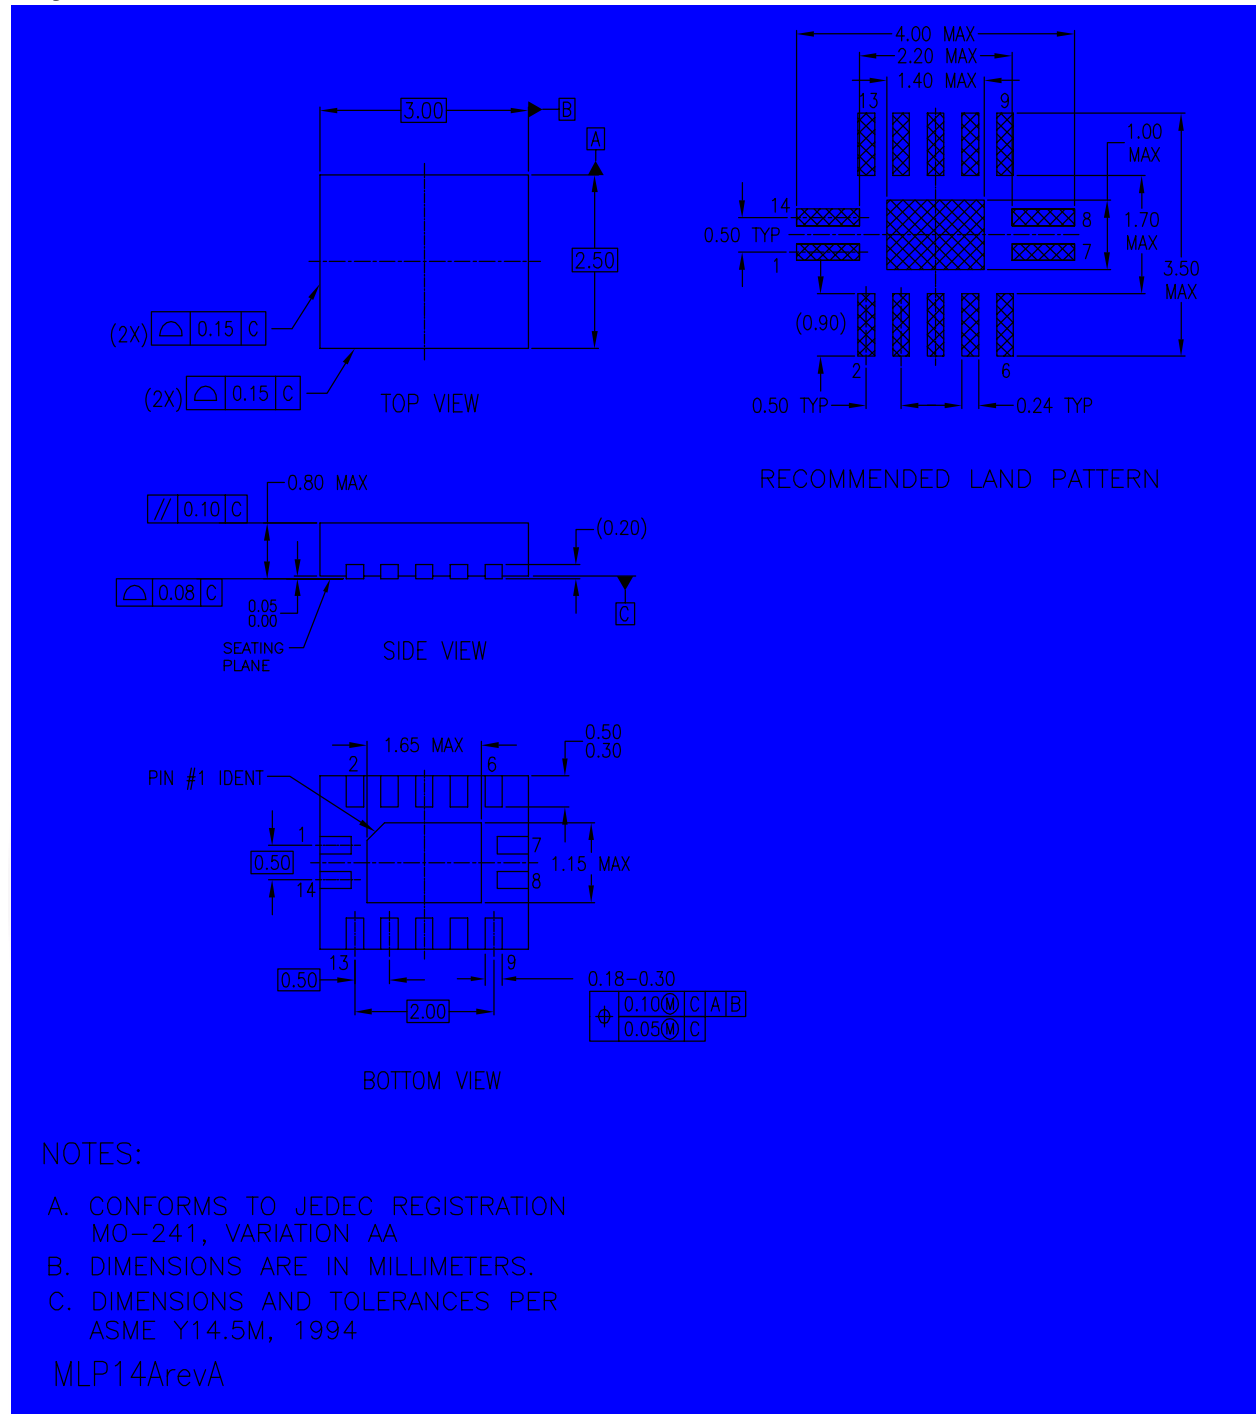 4.00 MAX
2.20 MAX
1.40 MAX
13
9
3.00
B
A
1.00
MAX
14
8
0.50 TYP
1.70
MAX
1
7
2.50
3.50
MAX
(2X)
0.15
C
(0.90)
(2X)
0.15
C
2
6
TOP VIEW
0.50 TYP
0.24 TYP
RECOMMENDED LAND PATTERN
0.80 MAX
// 0.10 C
(0.20)
0.08
C
0.05
0.00
C
SEATING
PLANE
SIDE VIEW
0.50
0.30
1.65 MAX
2
6
PIN #1 IDENT
1
7
0.50
1.15 MAX
14
8
13
9
0.50
0.18-0.30
2.00
0.10Ⓜ C A B
0.05Ⓜ C
BOTTOM VIEW
NOTES:
A. CONFORMS TO JEDEC REGISTRATION
MO-241, VARIATION AA
B. DIMENSIONS ARE IN MILLIMETERS.
C. DIMENSIONS AND TOLERANCES PER
ASME Y14.5M, 1994
MLP14ArevA